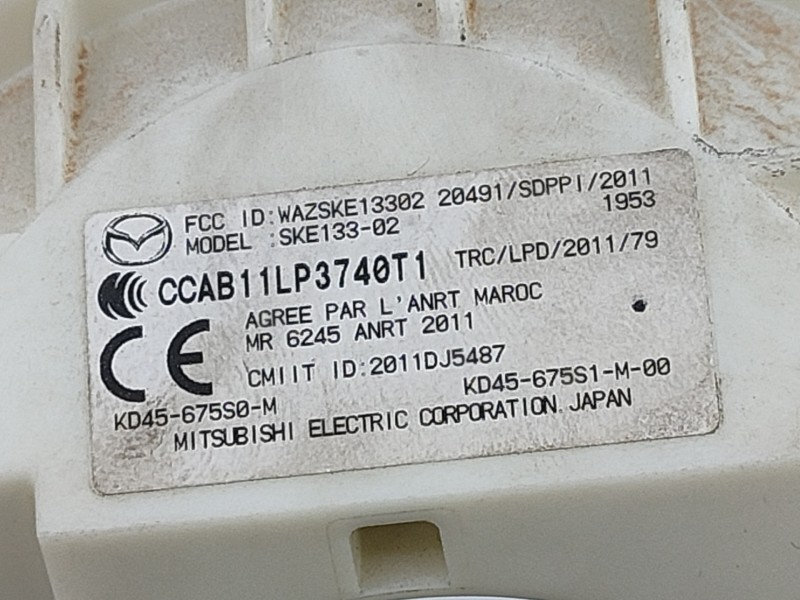 FCC ID:WAZSKE13302 20491/SDPPI/2011
MODEL :SKE133-02 1953
CCAB11LP3740T1 TRC/LPD/2011/79
AGREE PAR L'ANRT MAROC
MR 6245 ANRT 2011
CE
CMIIT ID:2011DJ5487
KD45-675S0-M KD45-675S1-M-00
MITSUBISHI ELECTRIC CORPORATION. JAPAN